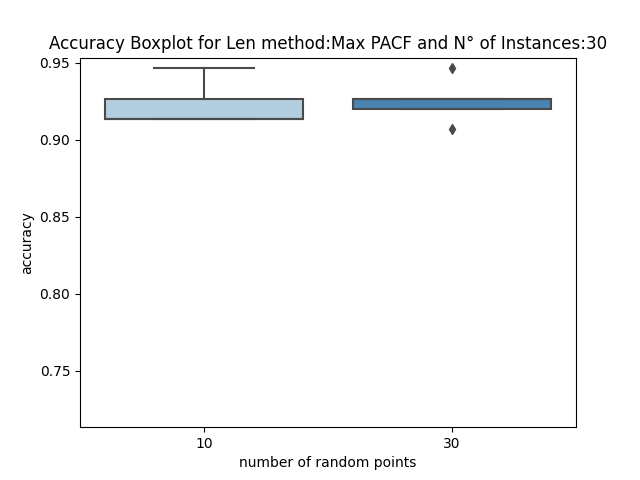 Accuracy Boxplot for Len method:Max PACF and N° of Instances:30
0.95
0.90
0.85
0.80
0.75
accuracy
10 30
number of random points